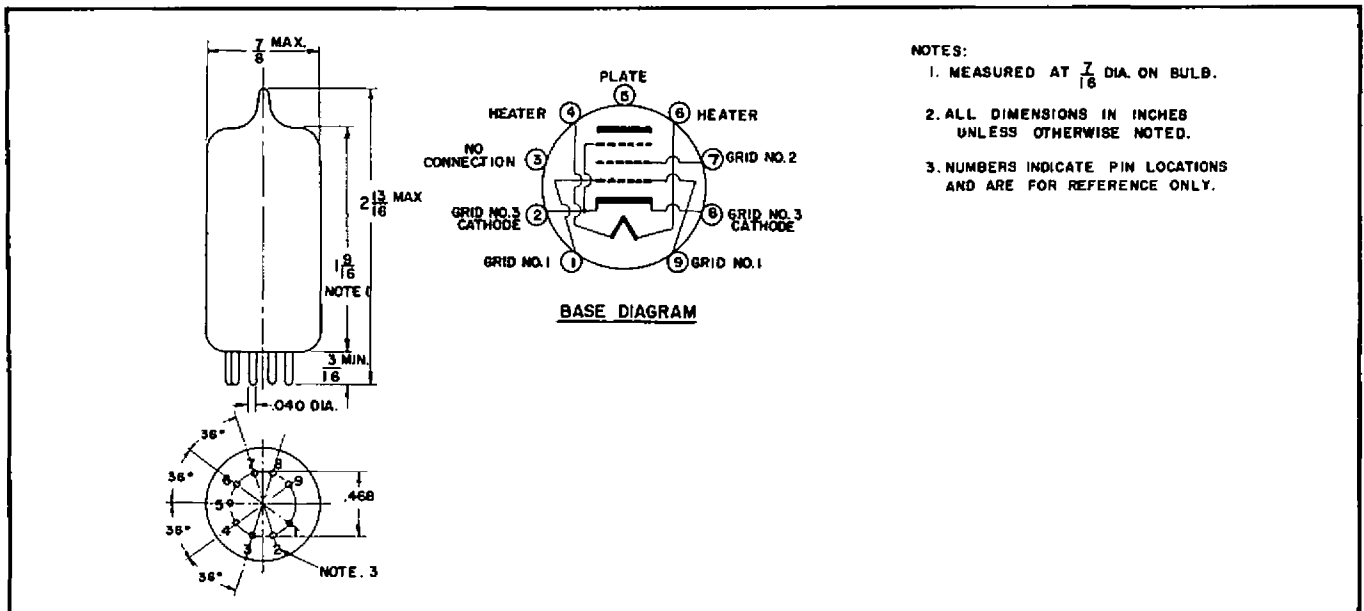 7/8 MAX.
2 13/16 MAX
1 9/16
NOTE 1
3/16 MIN.
.040 DIA.
36°
36°
36°
36°
7 8
6 9
5
4 1
3 2
.468
NOTE. 3
PLATE
5
HEATER 4
6 HEATER
NO
CONNECTION 3
7 GRID NO. 2
GRID NO.3
CATHODE 2
8 GRID NO. 3
CATHODE
GRID NO.1 1
9 GRID NO.1
BASE DIAGRAM
NOTES:
1. MEASURED AT 7/16 DIA. ON BULB.
2. ALL DIMENSIONS IN INCHES
UNLESS OTHERWISE NOTED.
3. NUMBERS INDICATE PIN LOCATIONS
AND ARE FOR REFERENCE ONLY.